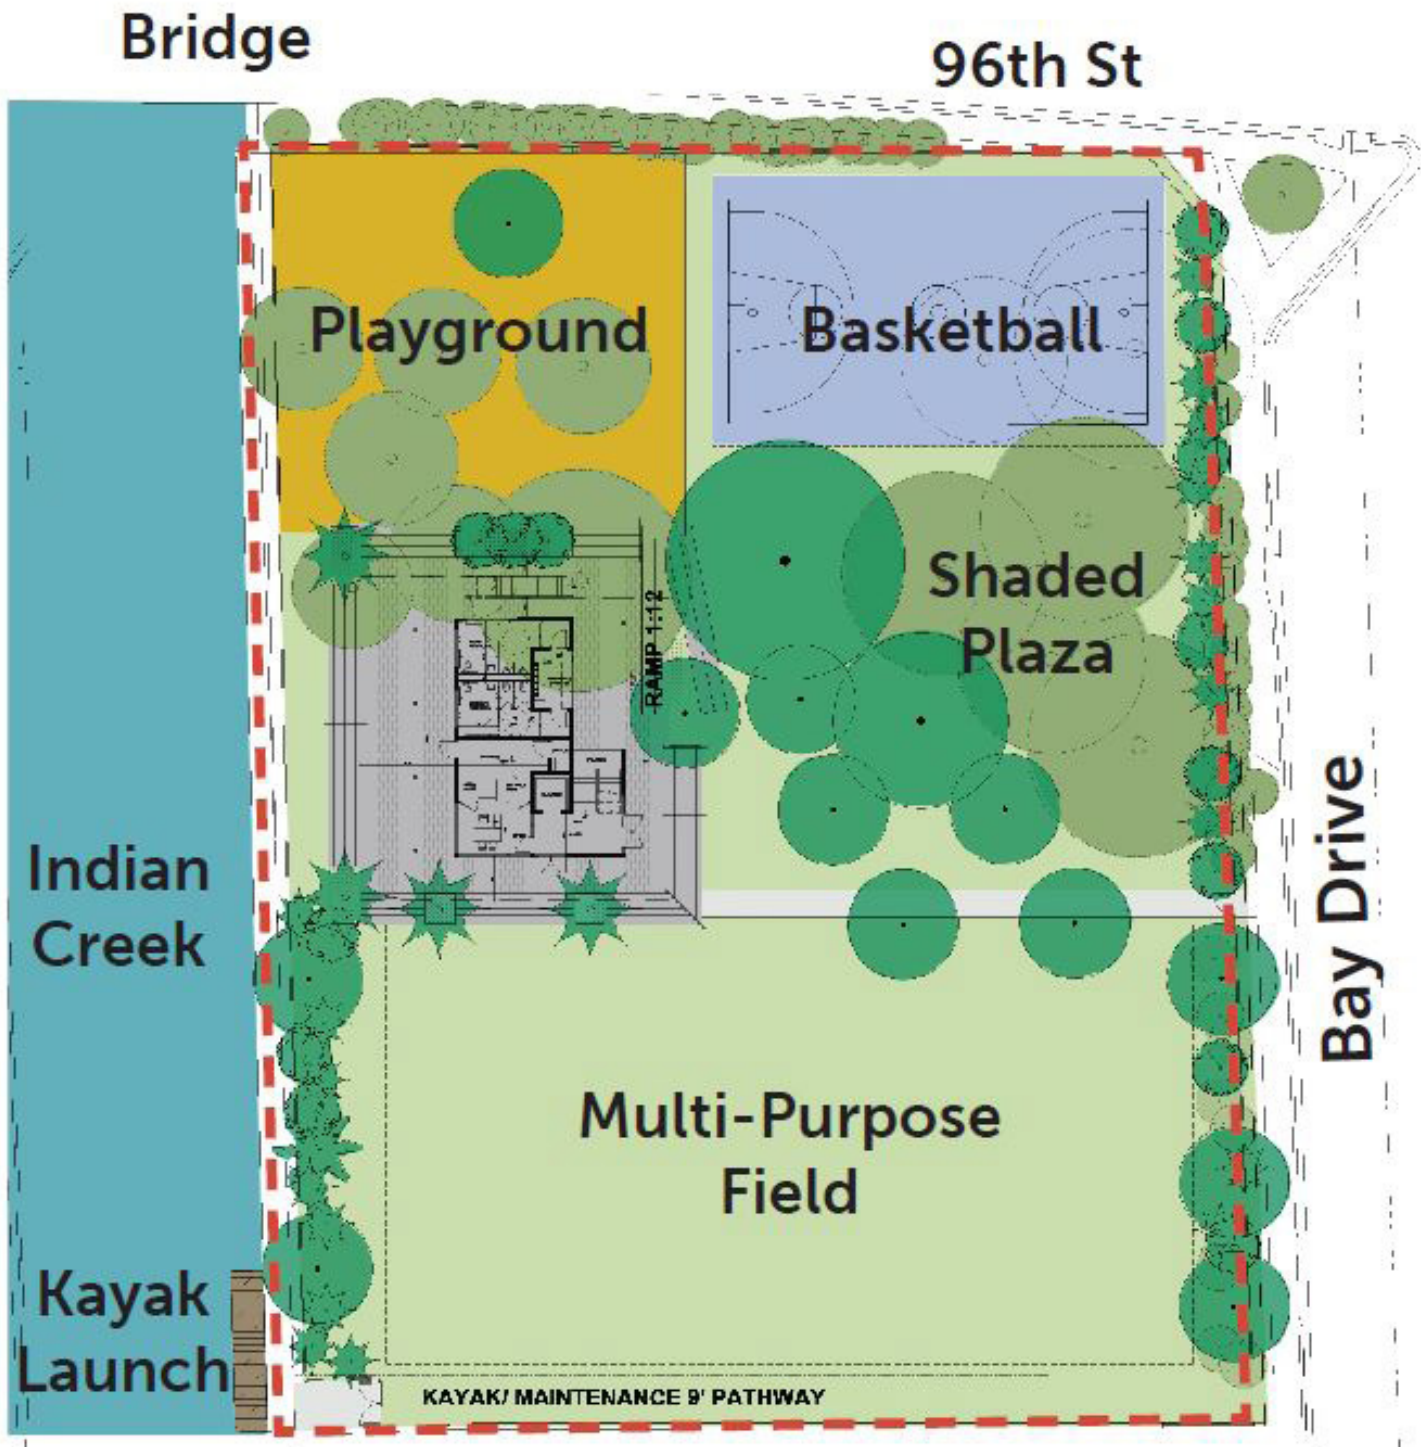 Bridge
96th St
Playground
Basketball
Shaded
Plaza
RAMP 1:12
Indian
Creek
Bay Drive
Multi-Purpose
Field
Kayak
Launch
KAYAK/ MAINTENANCE 9' PATHWAY